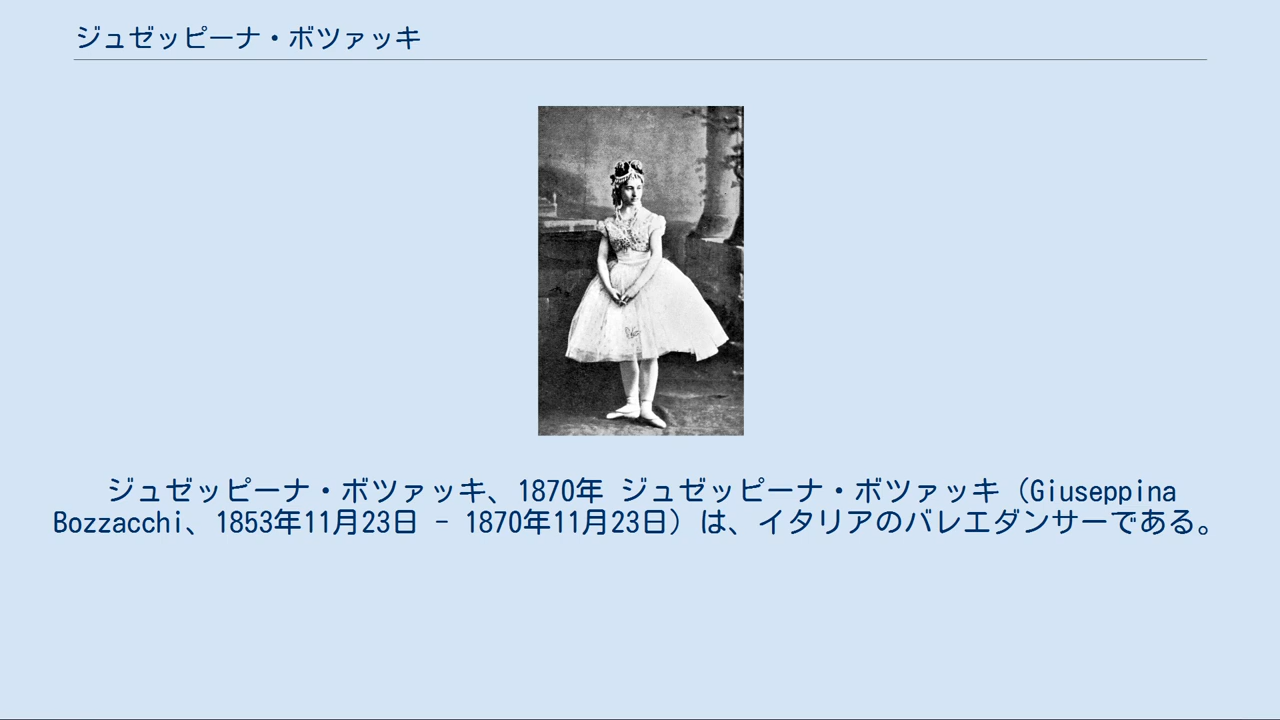 ジュゼッピーナ・ボツァッキ
ジュゼッピーナ・ボツァッキ、1870年 ジュゼッピーナ・ボツァッキ（Giuseppina
Bozzacchi、1853年11月23日 - 1870年11月23日）は、イタリアのバレエダンサーである。